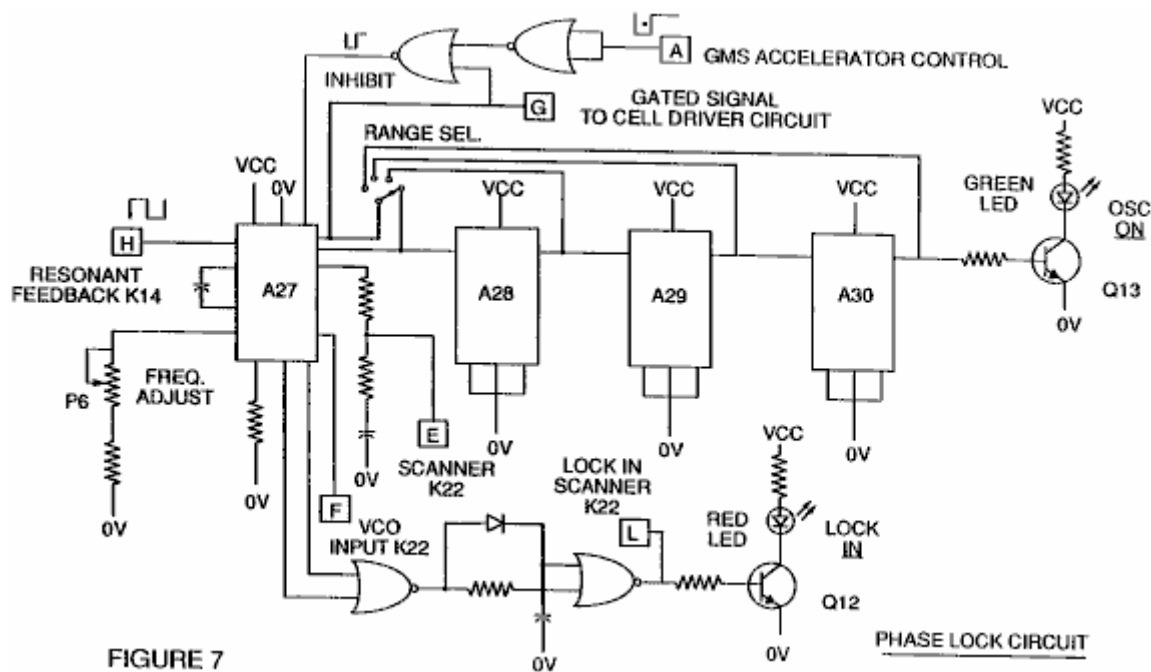 A
GMS ACCELERATOR CONTROL
INHIBIT
G
GATED SIGNAL
TO CELL DRIVER CIRCUIT
RANGE SEL.
VCC
0V
VCC
VCC
VCC
VCC
GREEN
LED
OSC
ON
H
RESONANT
FEEDBACK K14
A27
A28
A29
A30
Q13
0V
P6
FREQ.
ADJUST
E
SCANNER
K22
0V
0V
0V
0V
0V
0V
LOCK IN
SCANNER
K22
VCC
F
VCO
INPUT K22
L
RED
LED
LOCK
IN
Q12
0V
0V
FIGURE 7
PHASE LOCK CIRCUIT